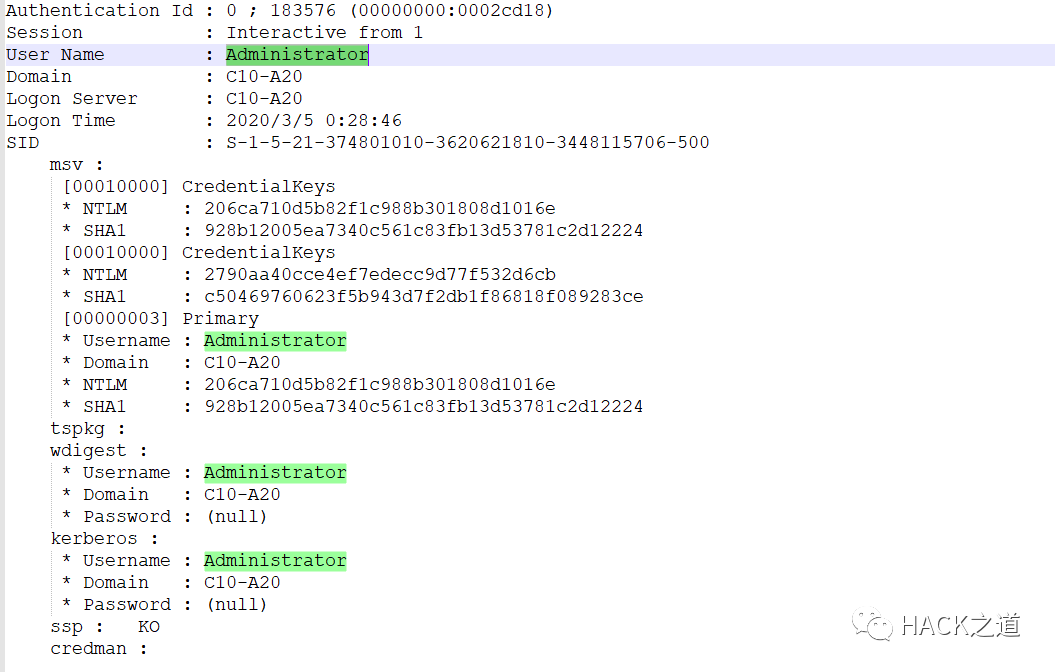 Authentication Id : 0 ; 183576 (00000000:0002cd18)
Session           : Interactive from 1
User Name         : Administrator
Domain            : C10-A20
Logon Server      : C10-A20
Logon Time        : 2020/3/5 0:28:46
SID               : S-1-5-21-374801010-3620621810-3448115706-500
msv :
[00010000] CredentialKeys
* NTLM     : 206ca710d5b82f1c988b301808d1016e
* SHA1     : 928b12005ea7340c561c83fb13d53781c2d12224
[00010000] CredentialKeys
* NTLM     : 2790aa40cce4ef7edecc9d77f532d6cb
* SHA1     : c50469760623f5b943d7f2db1f86818f089283ce
[00000003] Primary
* Username : Administrator
* Domain   : C10-A20
* NTLM     : 206ca710d5b82f1c988b301808d1016e
* SHA1     : 928b12005ea7340c561c83fb13d53781c2d12224
tspkg :
wdigest :
* Username : Administrator
* Domain   : C10-A20
* Password : (null)
kerberos :
* Username : Administrator
* Domain   : C10-A20
* Password : (null)
ssp :   KO
credman :
HACK之道